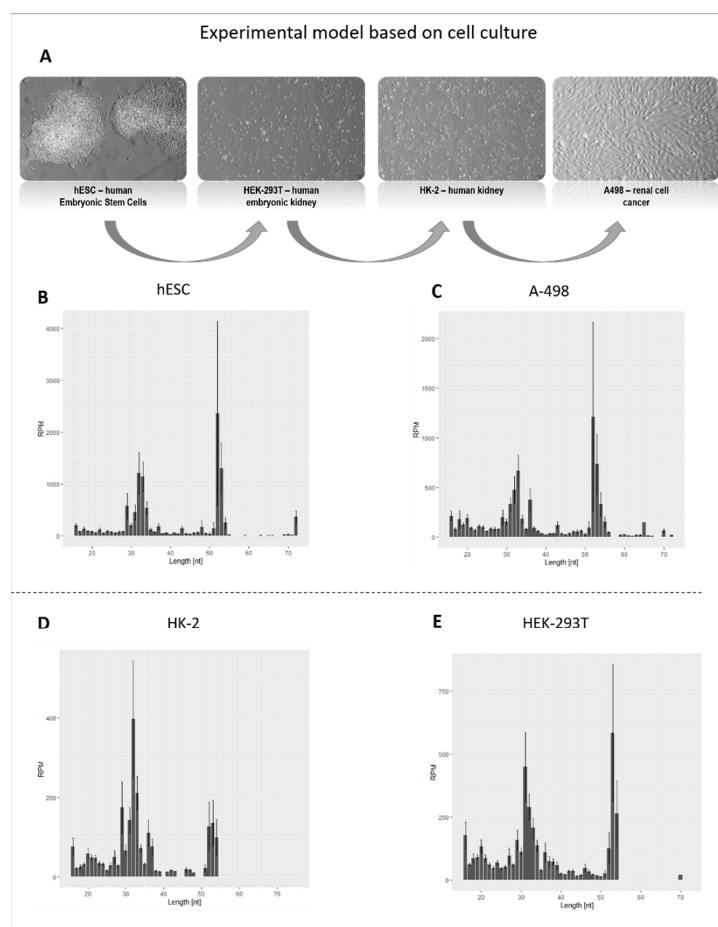 Experimental model based on cell culture
A
hESC – human
Embryonic Stem Cells
HEK-293T – human
embryonic kidney
HK-2 – human kidney
A498 – renal cell
cancer
B
hESC
4000
3000
2000
1000
0
RPM
20 30 40 50 60 70
Length [nt]
C
A-498
2000
1500
1000
500
0
RPM
20 30 40 50 60 70
Length [nt]
D
HK-2
400
200
0
RPM
20 30 40 50 60 70
Length [nt]
E
HEK-293T
750
500
250
0
RPM
20 30 40 50 60 70
Length [nt]